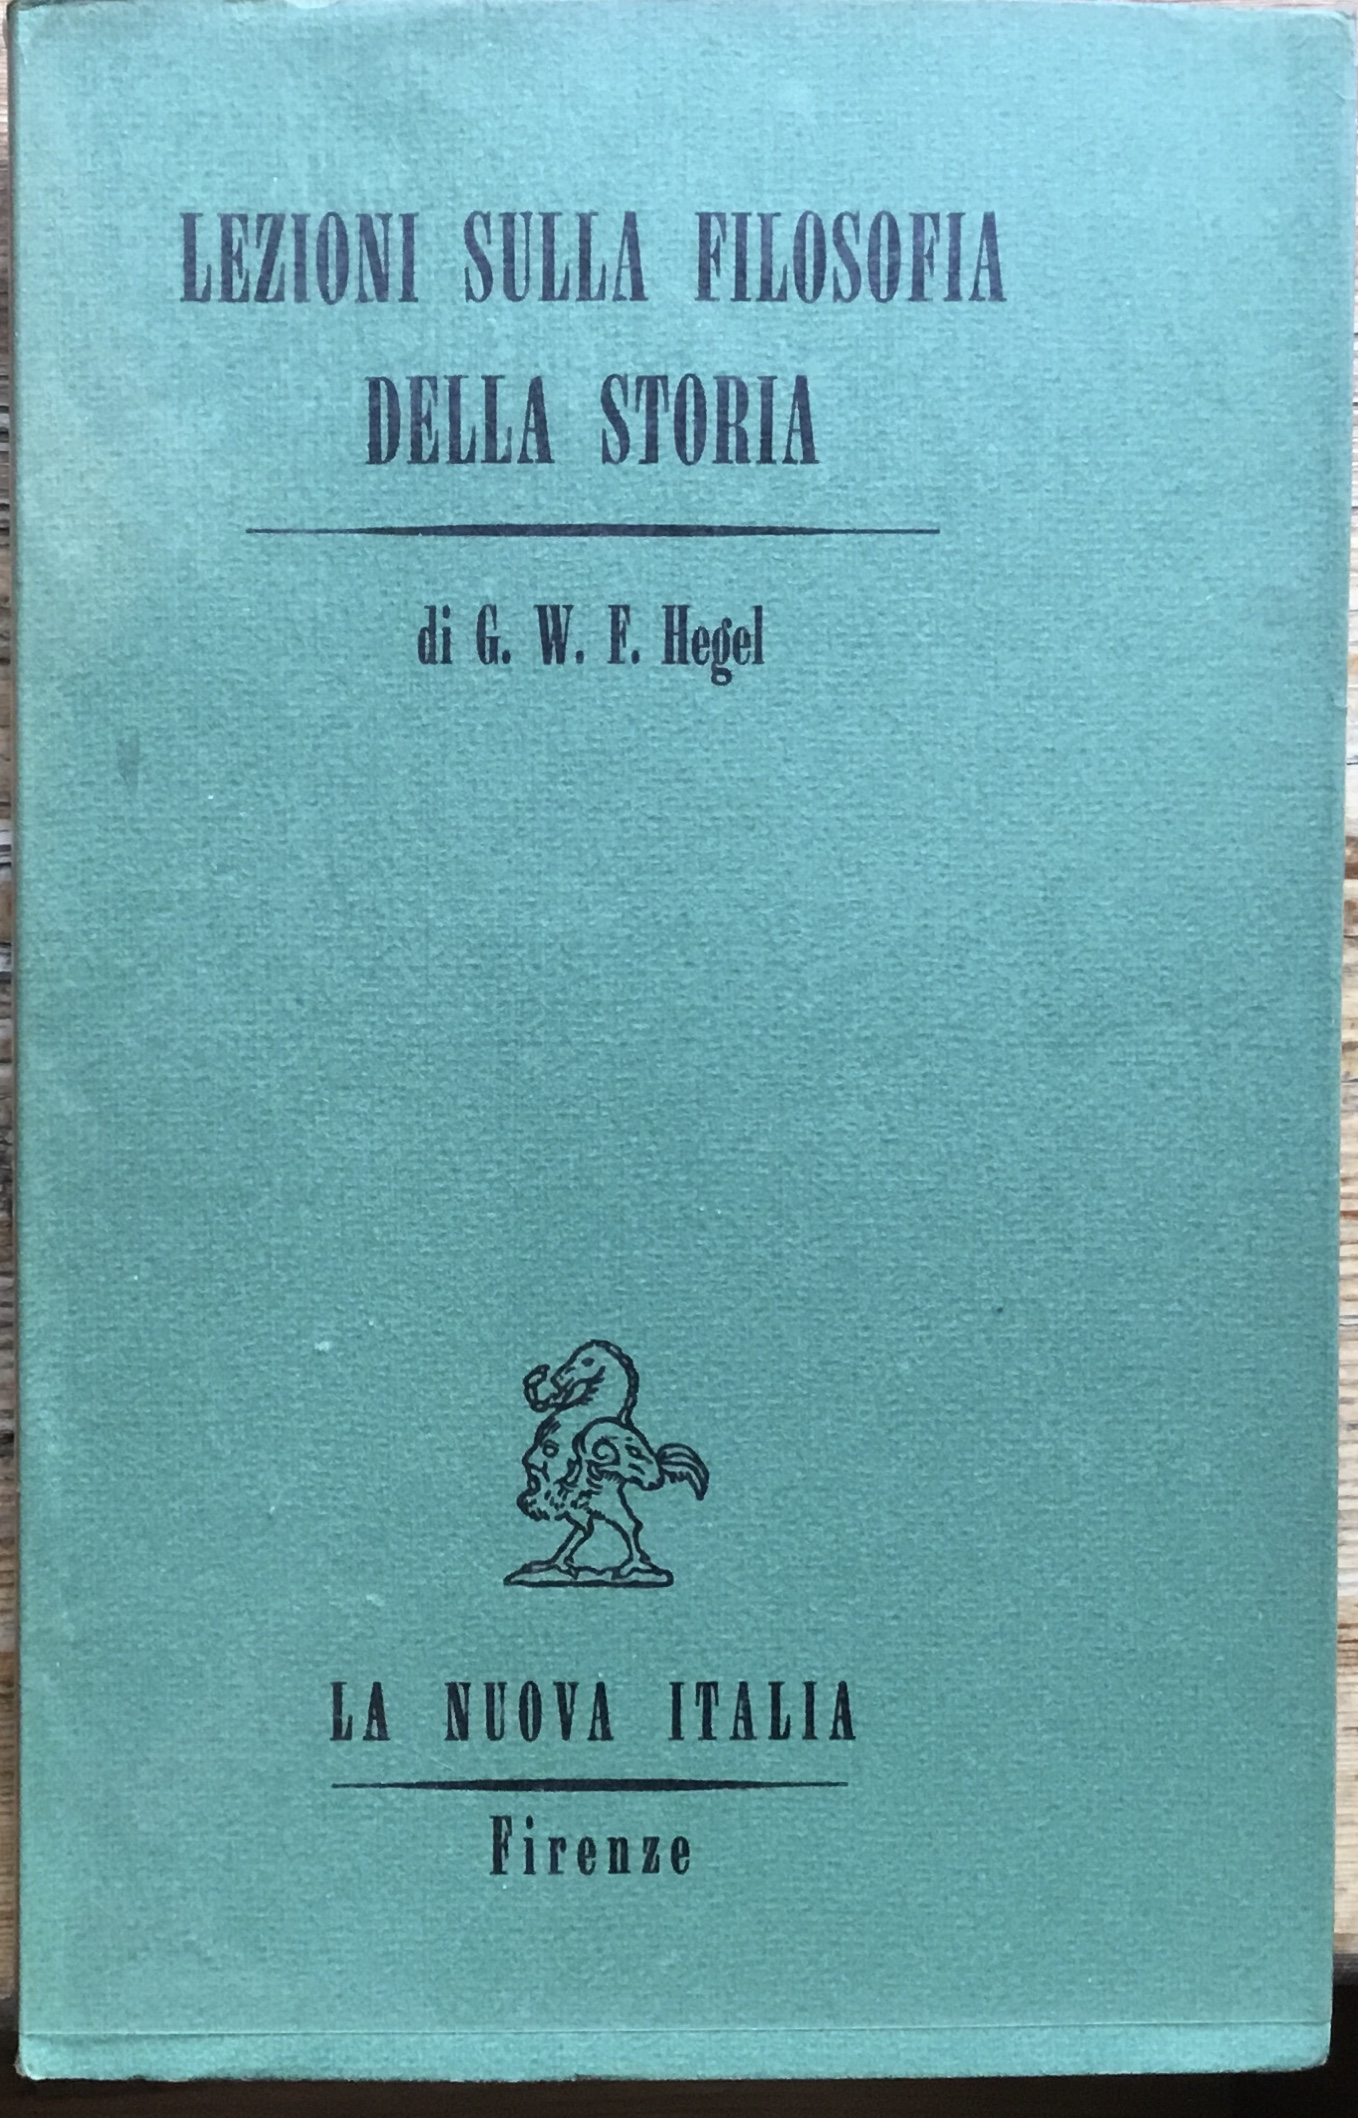 LEZIONI SULLA FILOSOFIA
DELLA STORIA
di G. W. F. Hegel
LA NUOVA ITALIA
Firenze